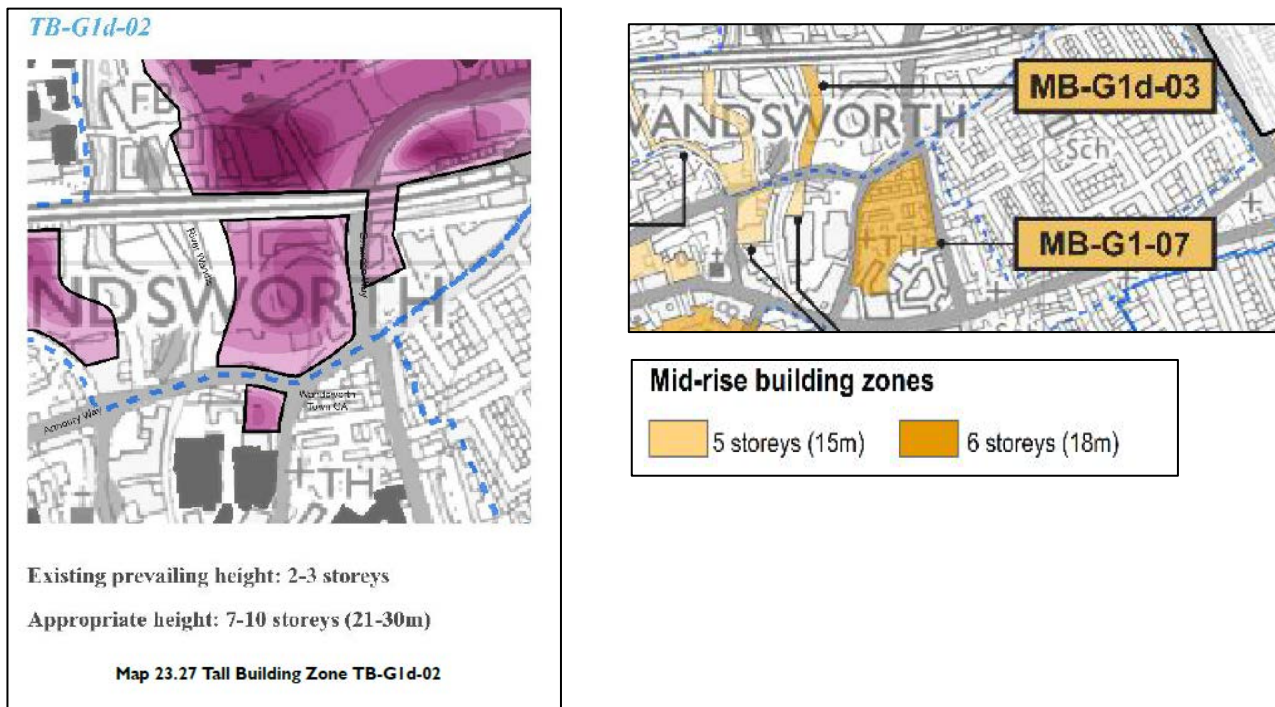 TB-G1d-02
FB
River Wandle
NDSWORTH
Armoury Way
Wandsworth
Town CA
TH
Existing prevailing height: 2-3 storeys
Appropriate height: 7-10 storeys (21-30m)
Map 23.27 Tall Building Zone TB-G1d-02
MB-G1d-03
WANDSWORTH
Sch
MB-G1-07
Mid-rise building zones
5 storeys (15m)
6 storeys (18m)